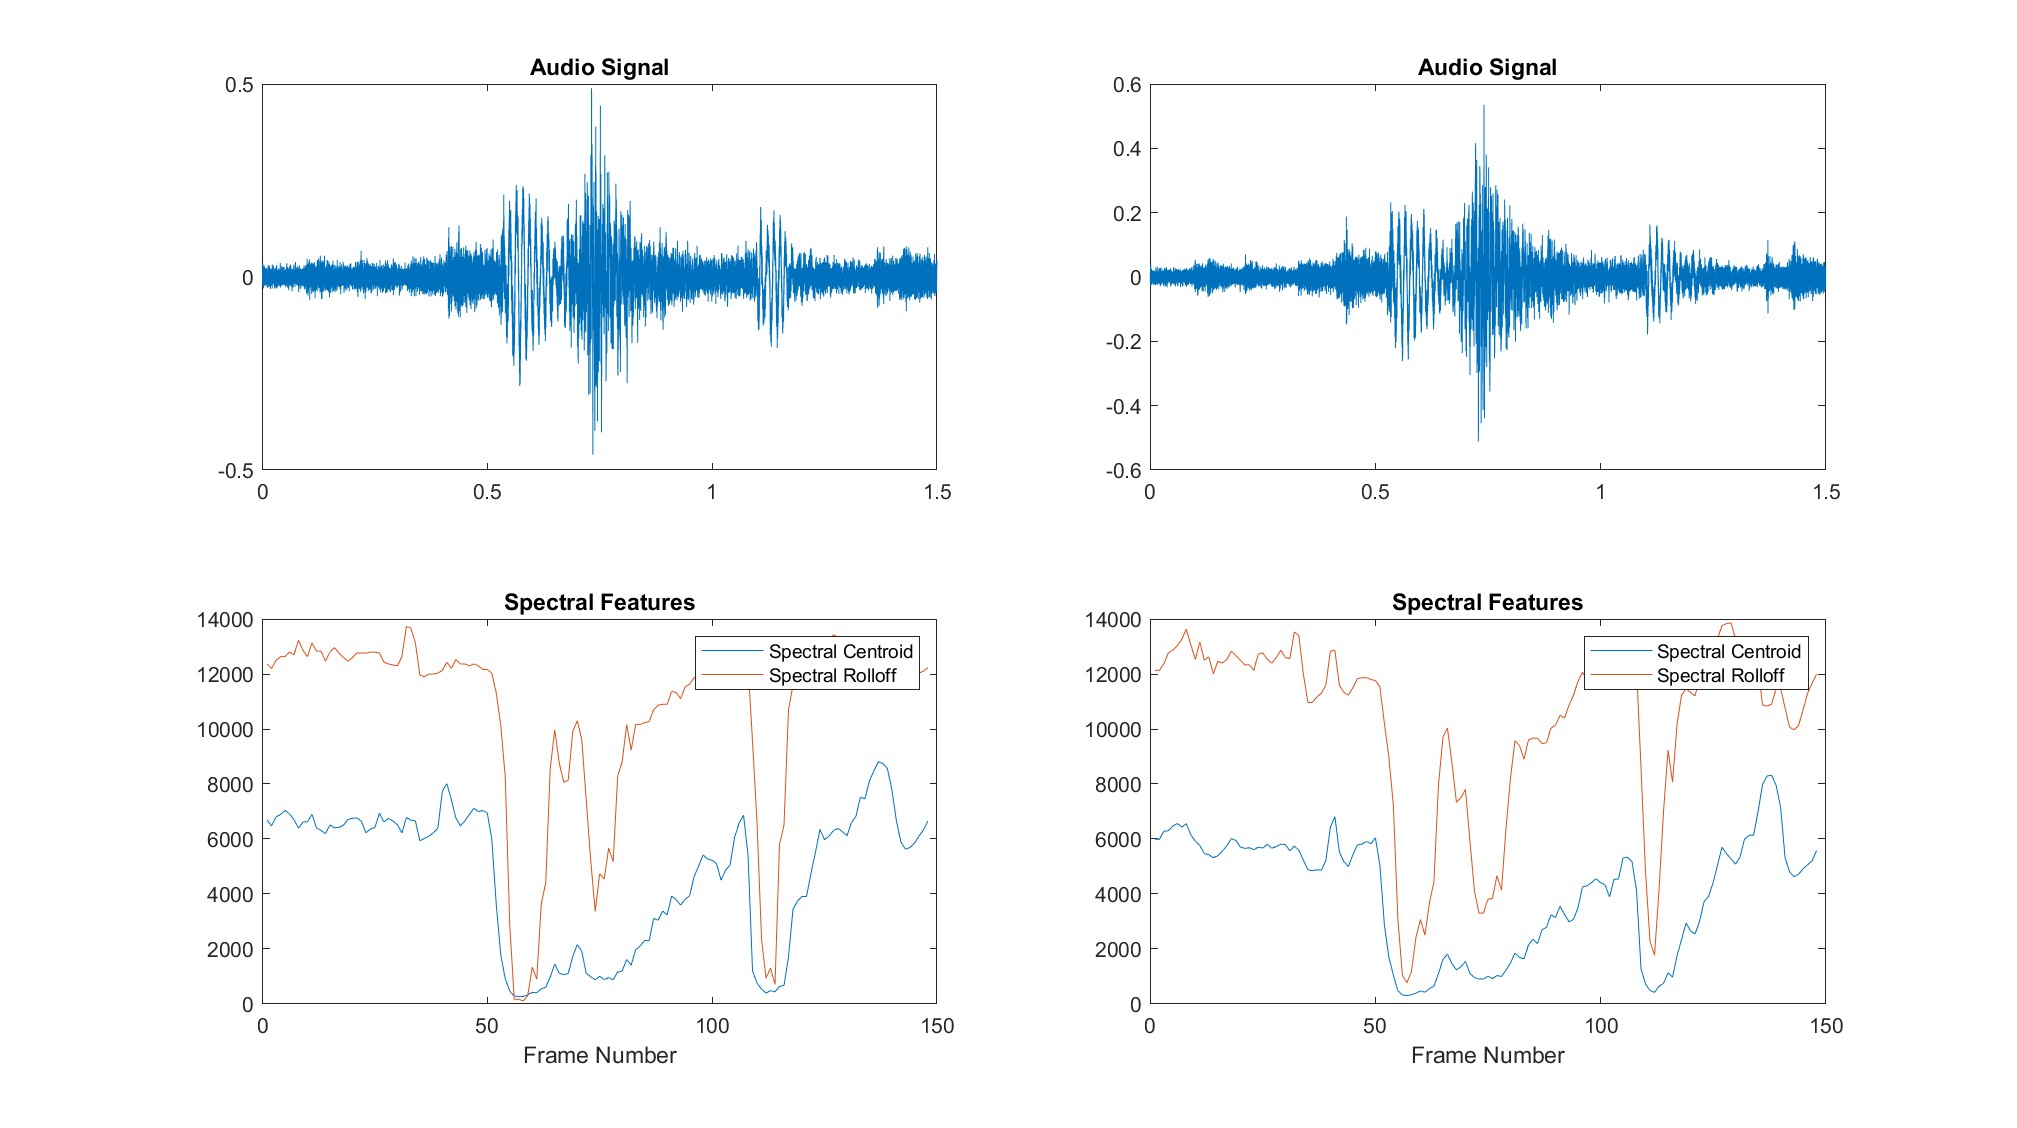 Audio Signal
0.5
0
-0.5
0 0.5 1 1.5
Audio Signal
0.6
0.4
0.2
0
-0.2
-0.4
-0.6
0 0.5 1 1.5
Spectral Features
14000
12000
10000
8000
6000
4000
2000
0
Spectral Centroid
Spectral Rolloff
0 50 100 150
Frame Number
Spectral Features
14000
12000
10000
8000
6000
4000
2000
0
Spectral Centroid
Spectral Rolloff
0 50 100 150
Frame Number